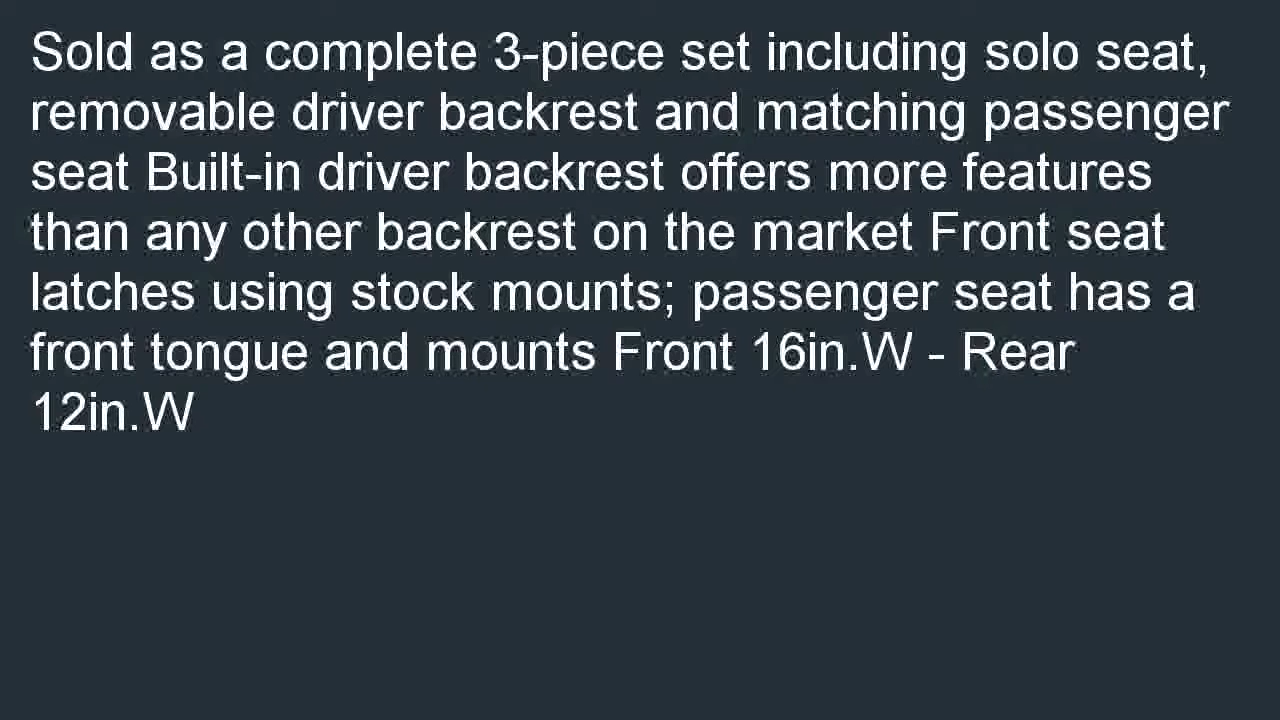 Sold as a complete 3-piece set including solo seat,
removable driver backrest and matching passenger
seat Built-in driver backrest offers more features
than any other backrest on the market Front seat
latches using stock mounts; passenger seat has a
front tongue and mounts Front 16in.W - Rear
12in.W